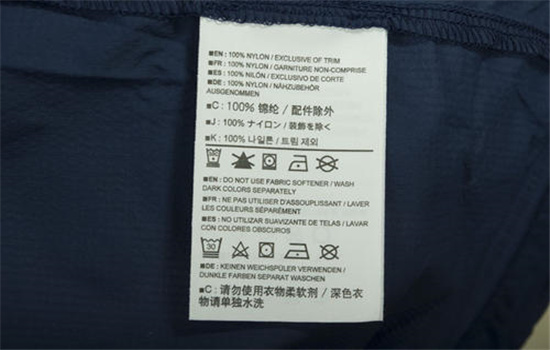 ■EN : 100% NYLON / EXCLUSIVE OF TRIM
■FR : 100% NYLON / GARNITURE NON-COMPRISE
■ES : 100% NILÓN / EXCLUSIVO DE CORTE
■DE : 100% NYLON / NÄHZUBEHÖR
AUSGENOMMEN
■C : 100% 锦纶 / 配件除外
■J : 100% ナイロン / 装飾を除く
■K : 100% 나일론 / 트림 제외
■EN : DO NOT USE FABRIC SOFTENER / WASH
DARK COLORS SEPARATELY
■FR : NE PAS UTILISER D'ASSOUPLISSANT / LAVER
LES COULEURS SÉPARÉMENT
■ES : NO UTILIZAR SUAVIZANTE DE TELAS / LAVAR
CON COLORES OBSCUROS
30
■DE : KEINEN WEICHSPÜLER VERWENDEN /
DUNKLE FARBEN SEPARAT WASCHEN
■C : 请勿使用衣物柔软剂 / 深色衣
物请单独水洗